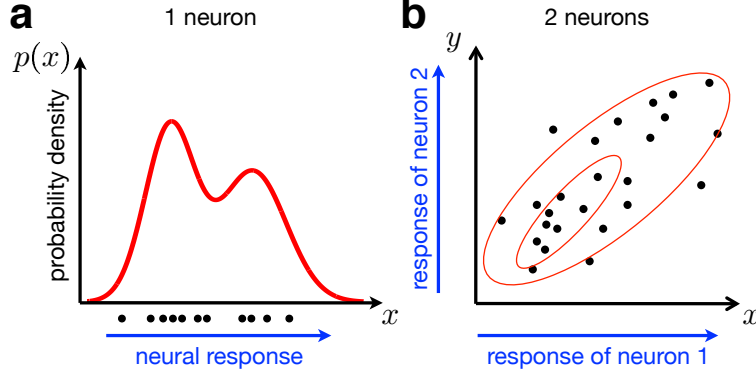 a
1 neuron
p(x)
probability density
x
neural response
b
2 neurons
y
response of neuron 2
x
response of neuron 1